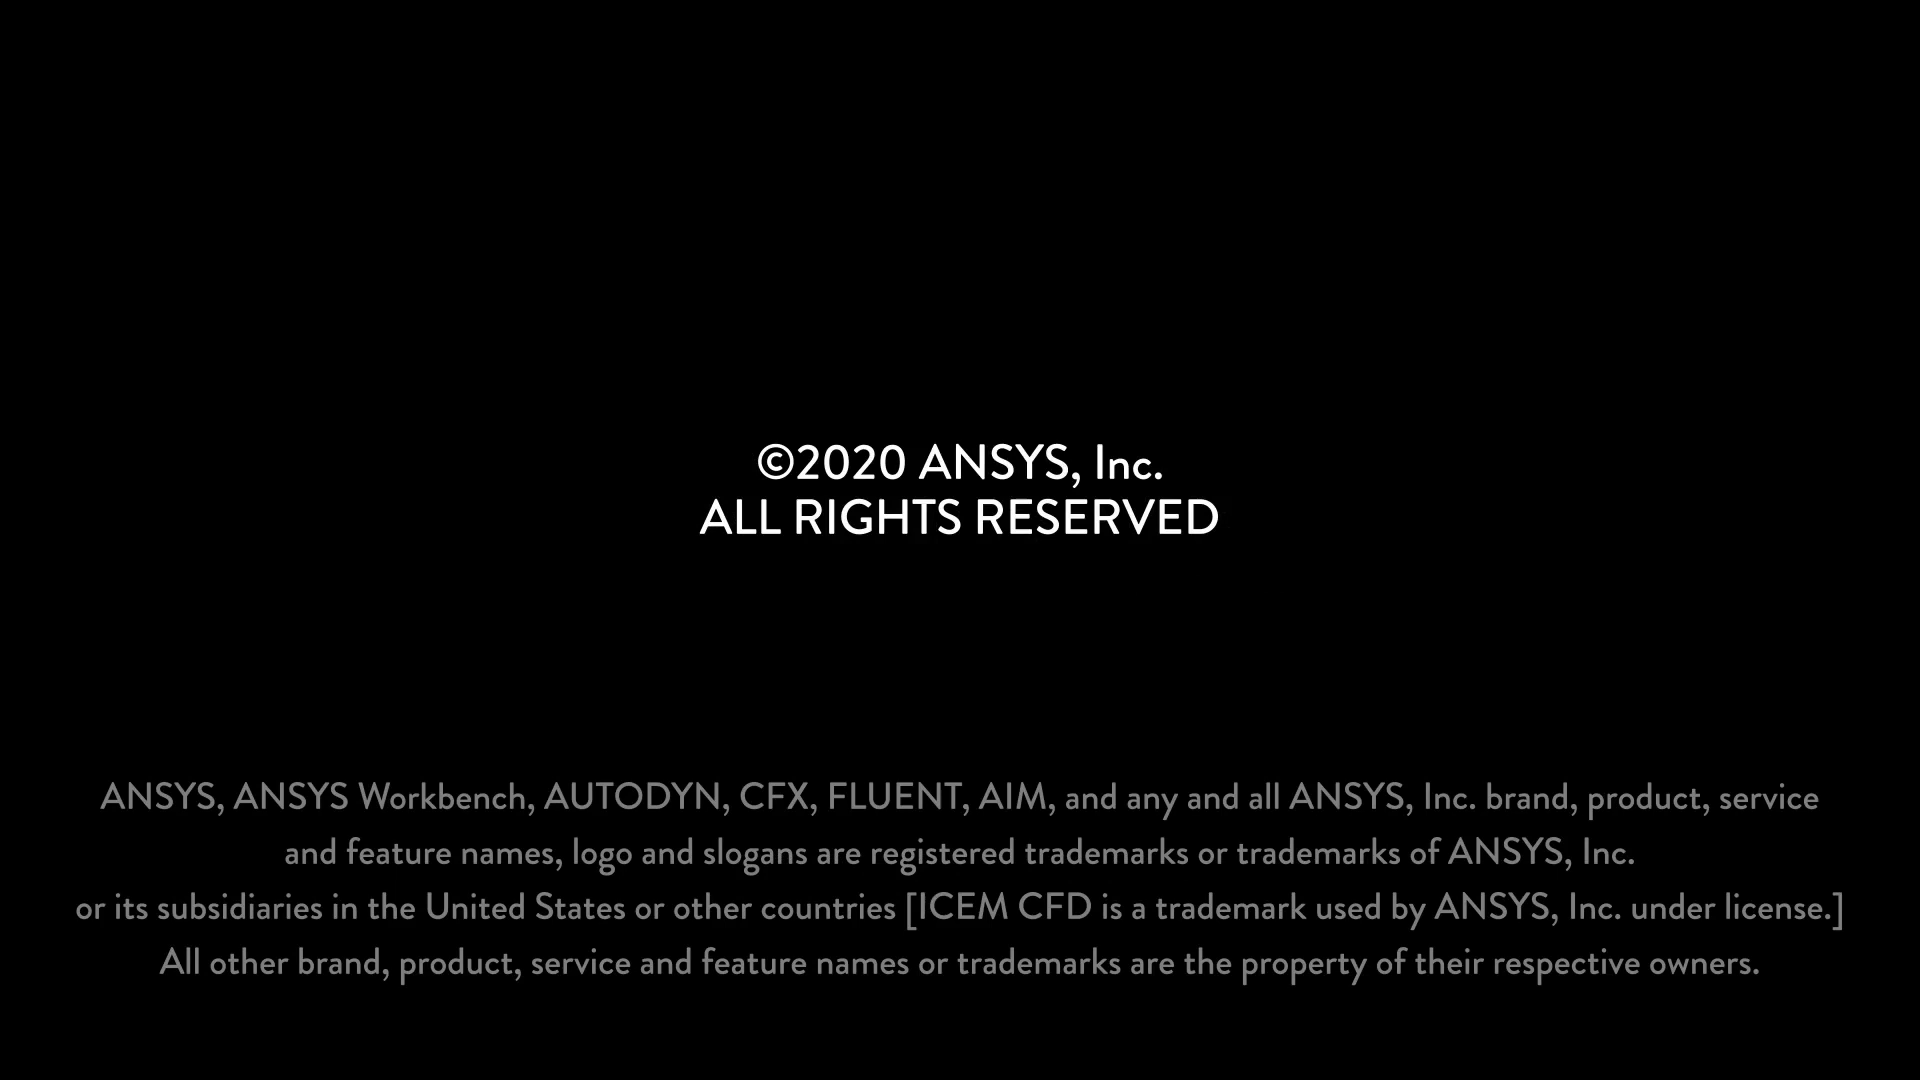 ©2020 ANSYS, Inc.
ALL RIGHTS RESERVED
ANSYS, ANSYS Workbench, AUTODYN, CFX, FLUENT, AIM, and any and all ANSYS, Inc. brand, product, service
and feature names, logo and slogans are registered trademarks or trademarks of ANSYS, Inc.
or its subsidiaries in the United States or other countries [ICEM CFD is a trademark used by ANSYS, Inc. under license.]
All other brand, product, service and feature names or trademarks are the property of their respective owners.